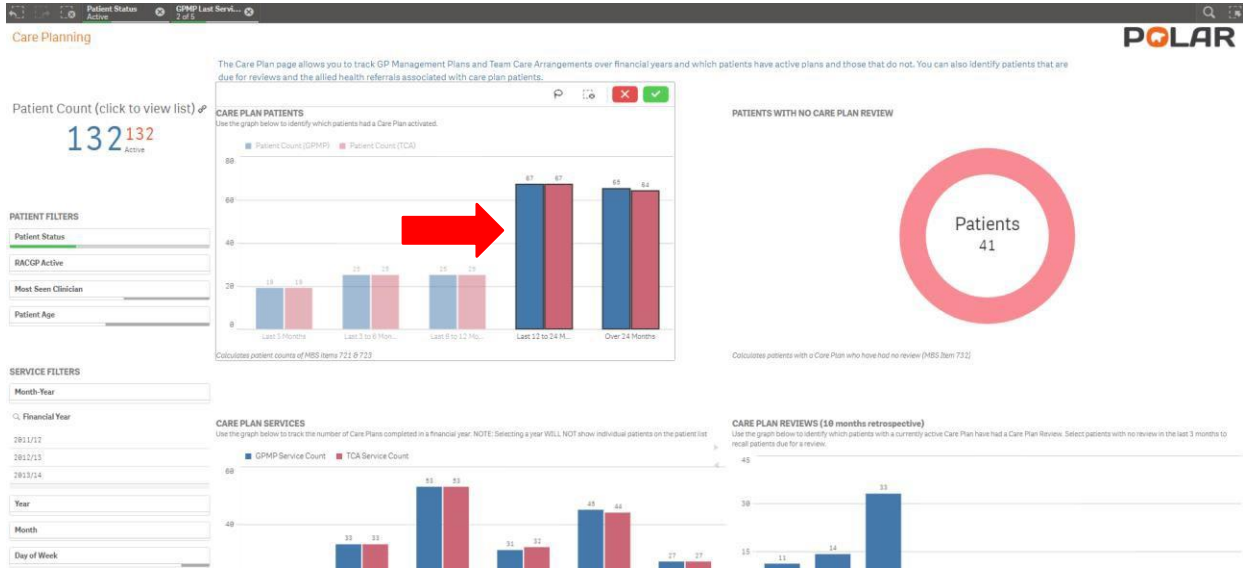 Patient Status
Active
GPMP Last Servi...
2 of 5
Care Planning
POLAR
The Care Plan page allows you to track GP Management Plans and Team Care Arrangements over financial years and which patients have active plans and those that do not. You can also identify patients that are
due for reviews and the allied health referrals associated with care plan patients.
Patient Count (click to view list)
132 132
Active
CARE PLAN PATIENTS
Use the graph below to identify which patients had a Care Plan activated.
Patient Count (GPMP) Patient Count (TCA)
80
60
40
20
0
19 19
25 25
25 25
67 67
65 64
Last 3 Months
Last 3 to 6 Mon...
Last 6 to 12 Mo...
Last 12 to 24 M...
Over 24 Months
Calculates patient counts of MBS items 721 & 723
PATIENTS WITH NO CARE PLAN REVIEW
Patients
41
Calculates patients with a Care Plan who have had no review (MBS Item 732)
PATIENT FILTERS
Patient Status
RACGP Active
Most Seen Clinician
Patient Age
SERVICE FILTERS
Month-Year
Financial Year
2011/12
2012/13
2013/14
Year
Month
Day of Week
CARE PLAN SERVICES
Use the graph below to track the number of Care Plans completed in a financial year. NOTE: Selecting a year WILL NOT show individual patients on the patient list
GPMP Service Count TCA Service Count
60
40
33 33
53 53
31 32
45 44
27 27
CARE PLAN REVIEWS (10 months retrospective)
Use the graph below to identify which patients with a currently active Care Plan have had a Care Plan Review. Select patients with no review in the last 3 months to
recall patients due for a review.
45
30
15
11
14
33